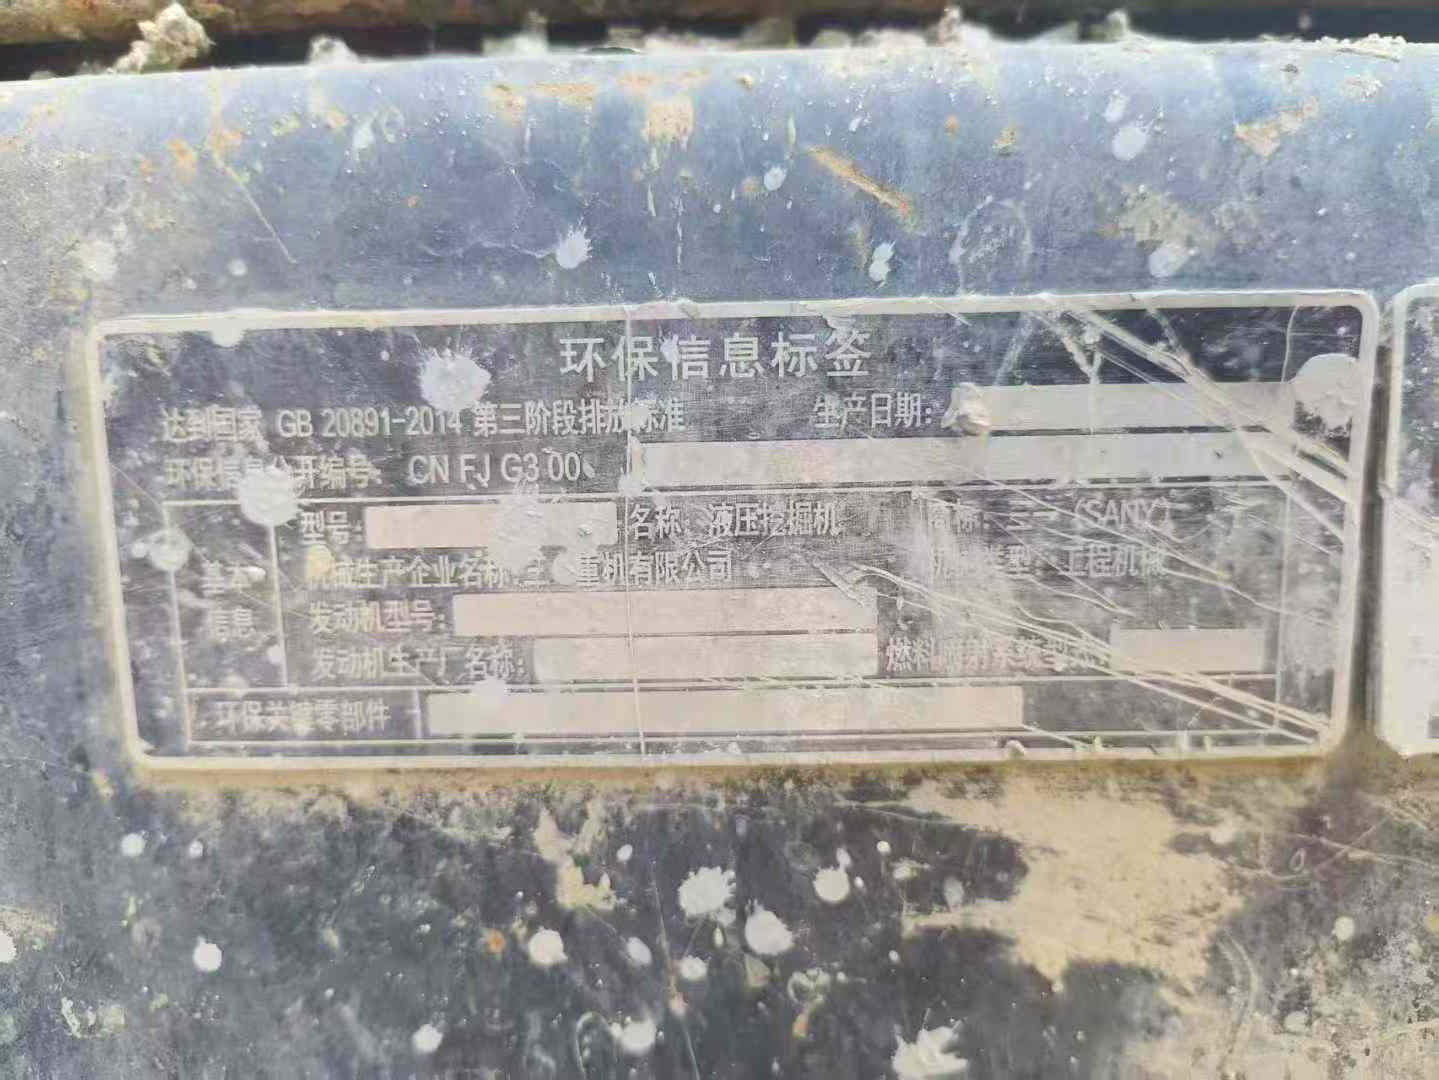 环保信息标签
达到国家 GB 20891-2014 第三阶段排放标准 生产日期:
环保信息公开编号: CN FJ G3 00
型号: 名称: 液压挖掘机 商标: 三一 (SANY)
基本信息
机械生产企业名称: 三 重机有限公司 机械类型: 工程机械
发动机型号:
发动机生产厂名称: 燃料喷射系统型式:
环保关键零部件